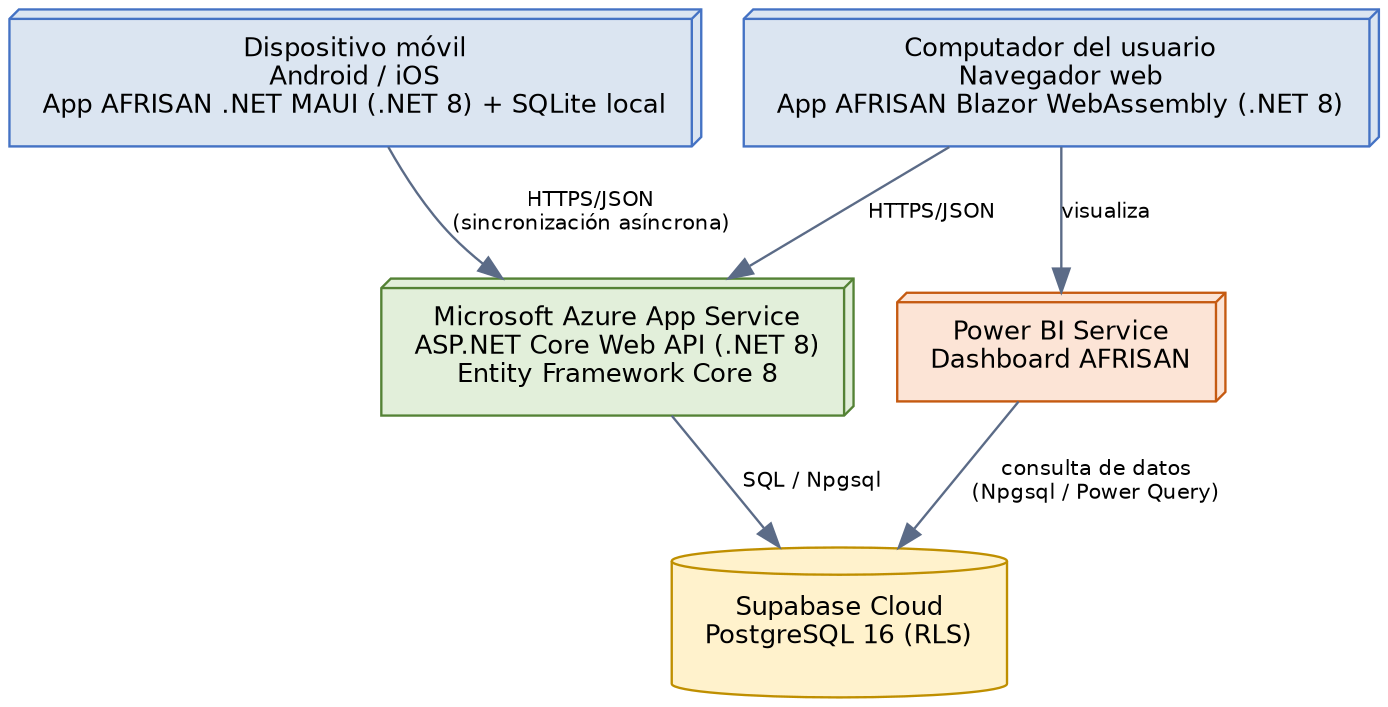 Dispositivo móvil
Android / iOS
App AFRISAN .NET MAUI (.NET 8) + SQLite local
Computador del usuario
Navegador web
App AFRISAN Blazor WebAssembly (.NET 8)
HTTPS/JSON
(sincronización asíncrona)
HTTPS/JSON
visualiza
Microsoft Azure App Service
ASP.NET Core Web API (.NET 8)
Entity Framework Core 8
Power BI Service
Dashboard AFRISAN
SQL / Npgsql
consulta de datos
(Npgsql / Power Query)
Supabase Cloud
PostgreSQL 16 (RLS)